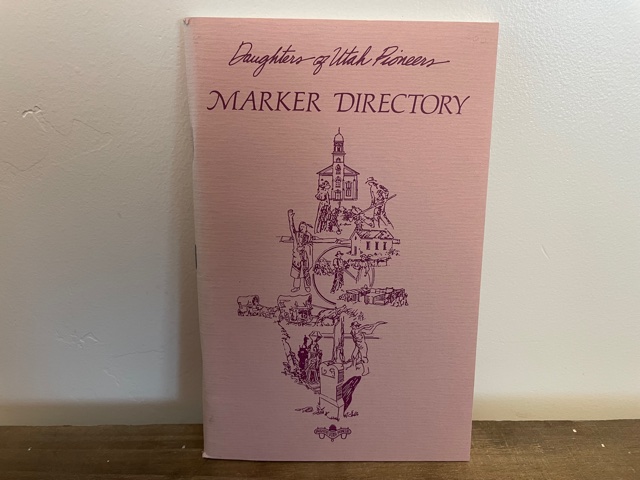 Daughters of Utah Pioneers
MARKER DIRECTORY